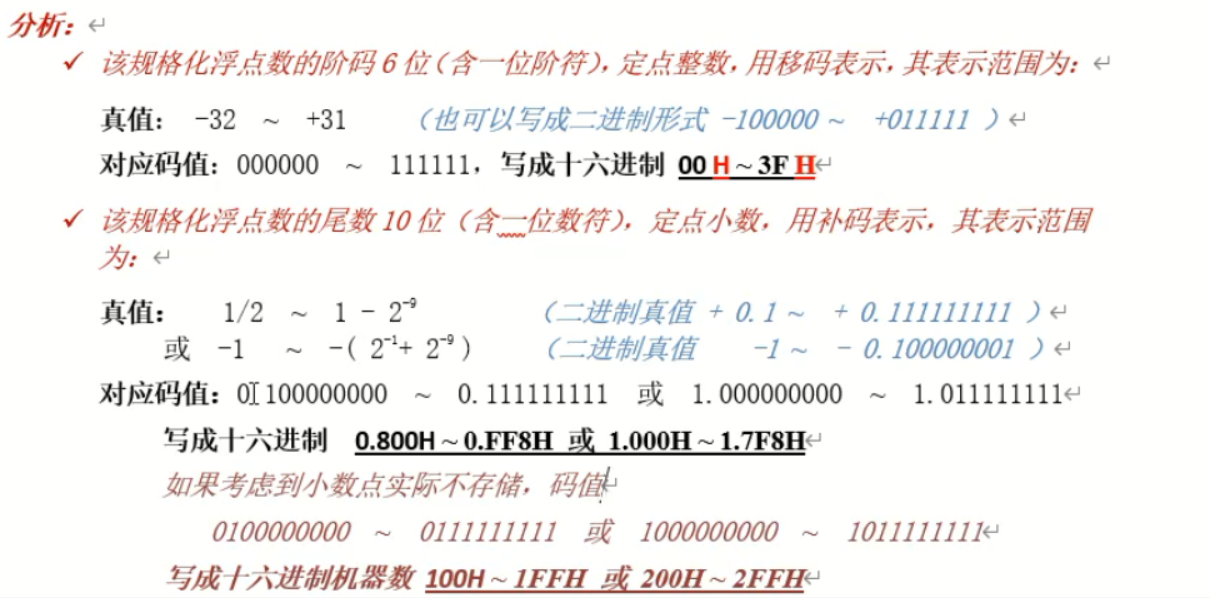 分析：
✓ 该规格化浮点数的阶码 6 位（含一位阶符），定点整数，用移码表示，其表示范围为：
真值： -32 ～ +31 （也可以写成二进制形式 -100000 ～ +011111 ）
对应码值：000000 ～ 111111，写成十六进制 00 H ~ 3F H
✓ 该规格化浮点数的尾数 10 位（含一位数符），定点小数，用补码表示，其表示范围
为：
真值： 1/2 ～ 1 - 2⁻⁹ （二进制真值 + 0.1 ～ + 0.111111111 ）
或 -1 ～ -( 2⁻¹+ 2⁻⁹ ) （二进制真值 -1 ～ - 0.100000001 ）
对应码值：0.100000000 ～ 0.111111111 或 1.000000000 ～ 1.011111111
写成十六进制 0.800H ~ 0.FF8H 或 1.000H ~ 1.7F8H
如果考虑到小数点实际不存储，码值
0100000000 ～ 0111111111 或 1000000000 ～ 1011111111
写成十六进制机器数 100H ~ 1FFH 或 200H ~ 2FFH